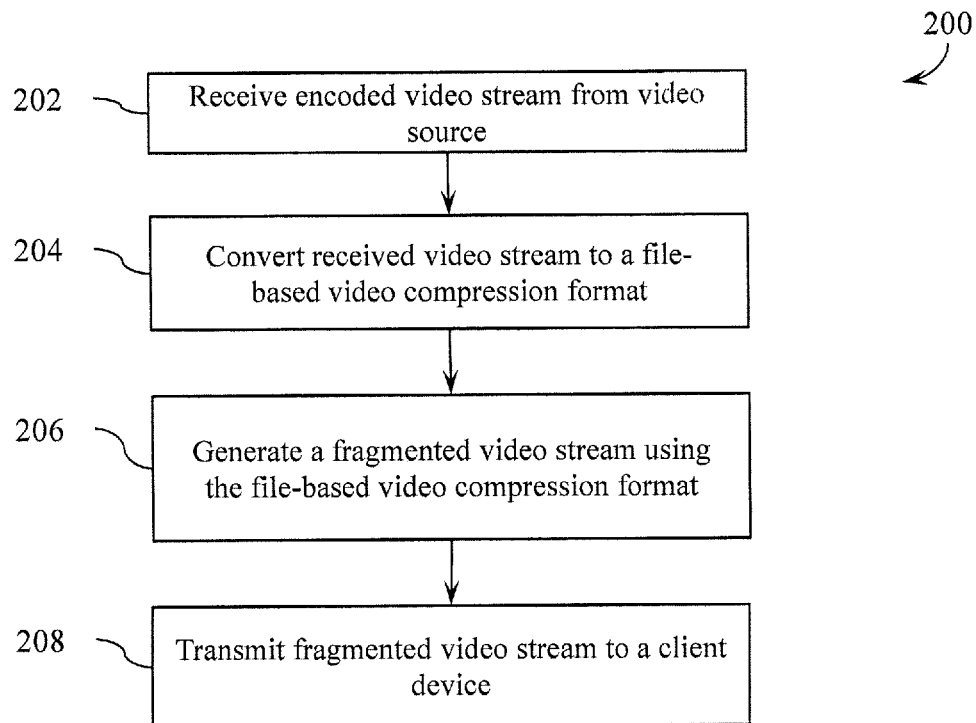 200
202
Receive encoded video stream from video
source
204
Convert received video stream to a file-
based video compression format
206
Generate a fragmented video stream using
the file-based video compression format
208
Transmit fragmented video stream to a client
device